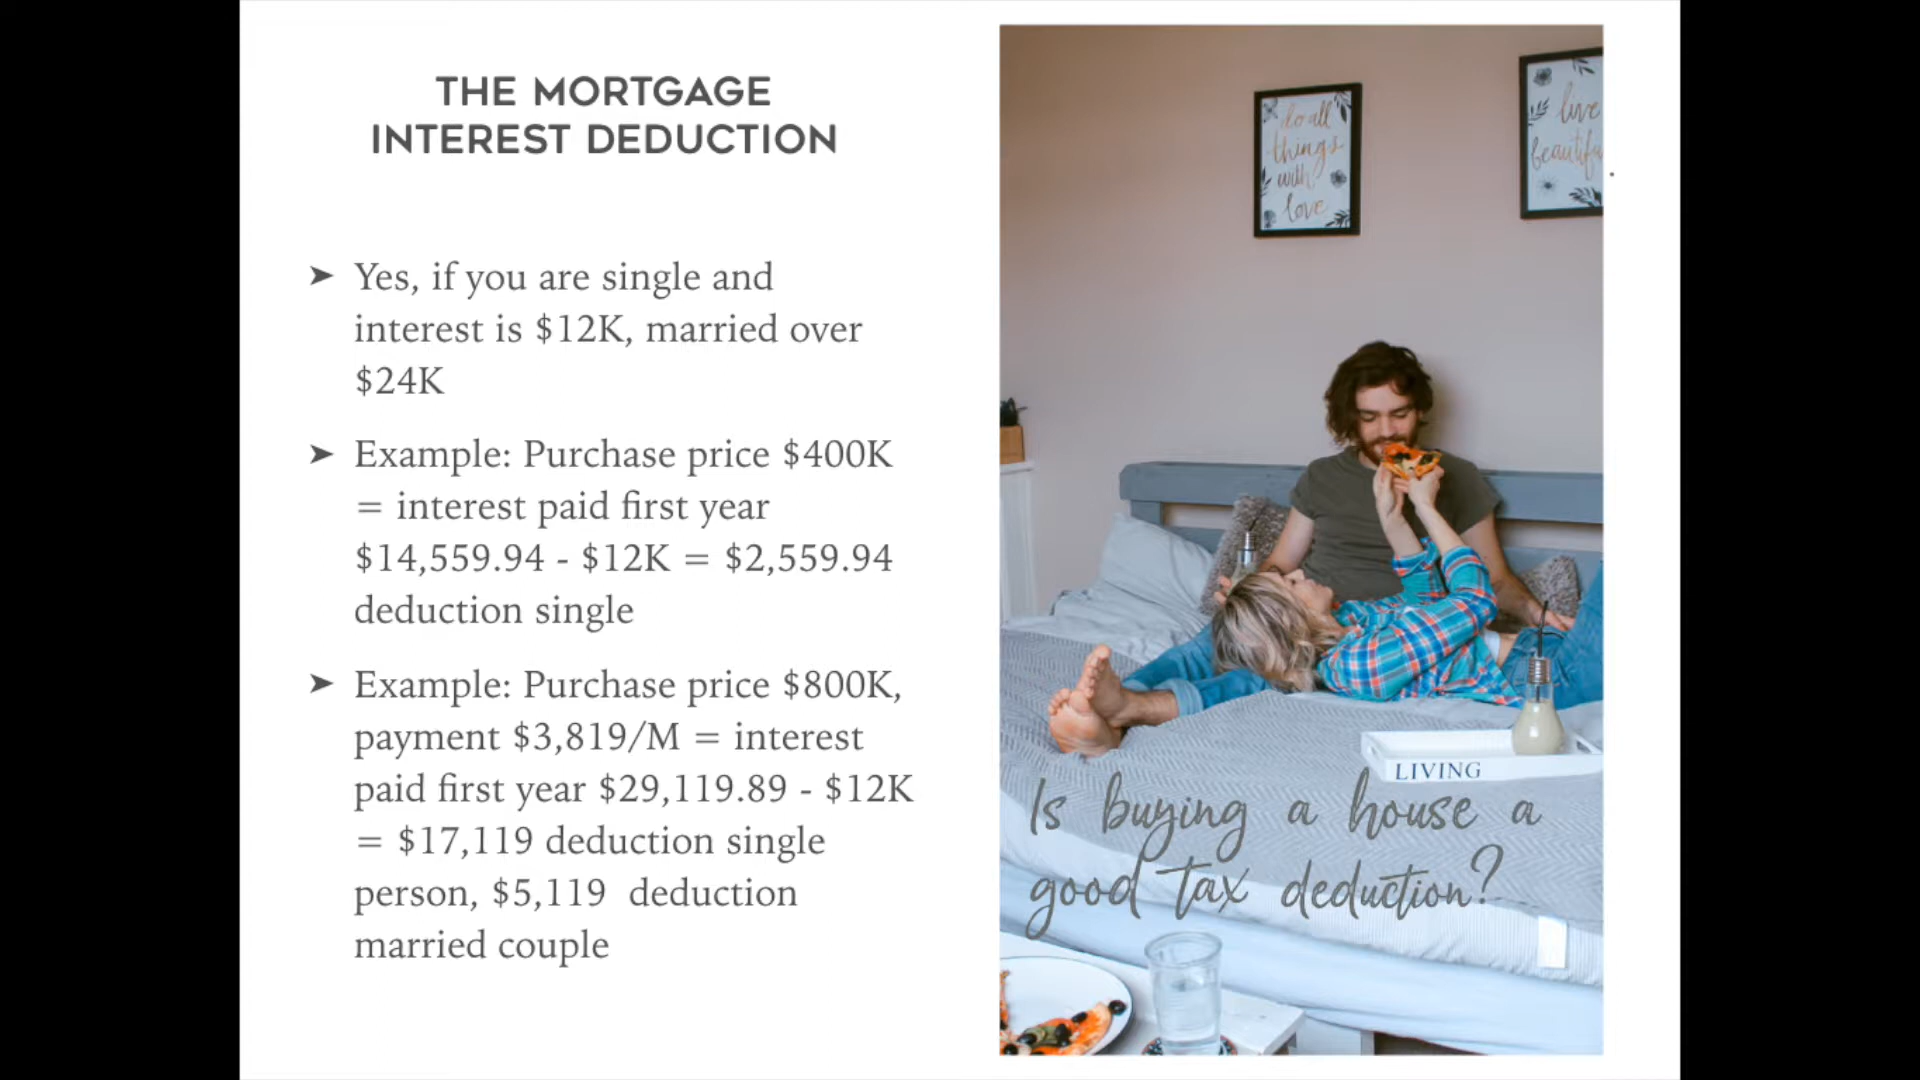 THE MORTGAGE
INTEREST DEDUCTION
➤ Yes, if you are single and
interest is $12K, married over
$24K
➤ Example: Purchase price $400K
= interest paid first year
$14,559.94 - $12K = $2,559.94
deduction single
➤ Example: Purchase price $800K,
payment $3,819/M = interest
paid first year $29,119.89 - $12K
= $17,119 deduction single
person, $5,119 deduction
married couple
do all
things
with
love
live
beautifu
LIVING
Is buying a house a
good tax deduction?